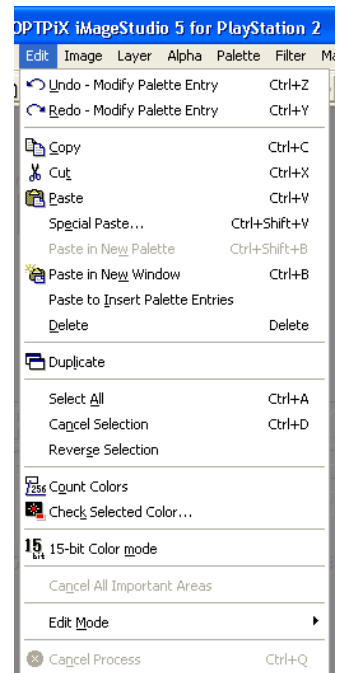 OPTPiX iMageStudio 5 for PlayStation 2
Edit Image Layer Alpha Palette Filter
Undo - Modify Palette Entry Ctrl+Z
Redo - Modify Palette Entry Ctrl+Y
Copy Ctrl+C
Cut Ctrl+X
Paste Ctrl+V
Special Paste... Ctrl+Shift+V
Paste in New Palette Ctrl+Shift+B
Paste in New Window Ctrl+B
Paste to Insert Palette Entries
Delete Delete
Duplicate
Select All Ctrl+A
Cancel Selection Ctrl+D
Reverse Selection
1256 Count Colors
Check Selected Color...
15 bit 15-bit Color mode
Cancel All Important Areas
Edit Mode
Cancel Process Ctrl+Q